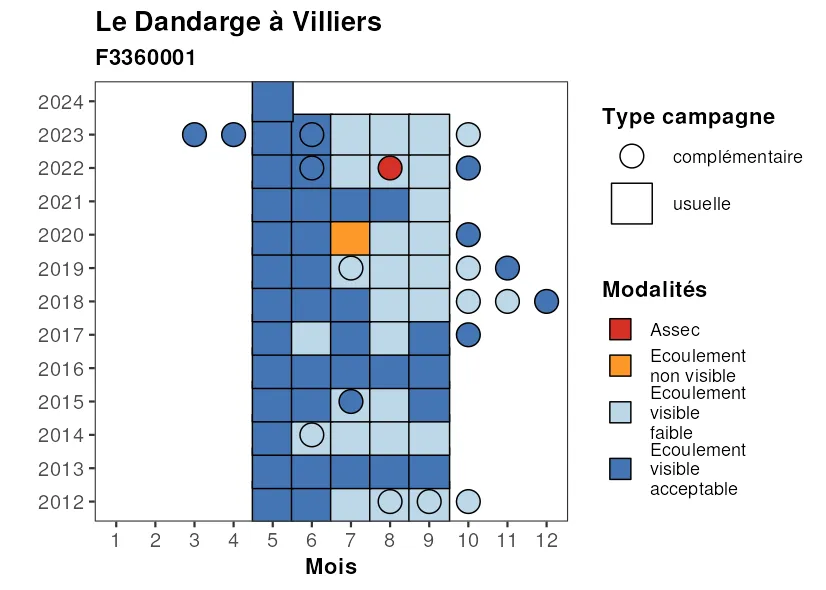 Le Dandarge à Villiers
F3360001
2024
2023
2022
2021
2020
2019
2018
2017
2016
2015
2014
2013
2012
1 2 3 4 5 6 7 8 9 10 11 12
Mois
Type campagne
complémentaire
usuelle
Modalités
Assec
Ecoulement
non visible
Ecoulement
visible
faible
Ecoulement
visible
acceptable